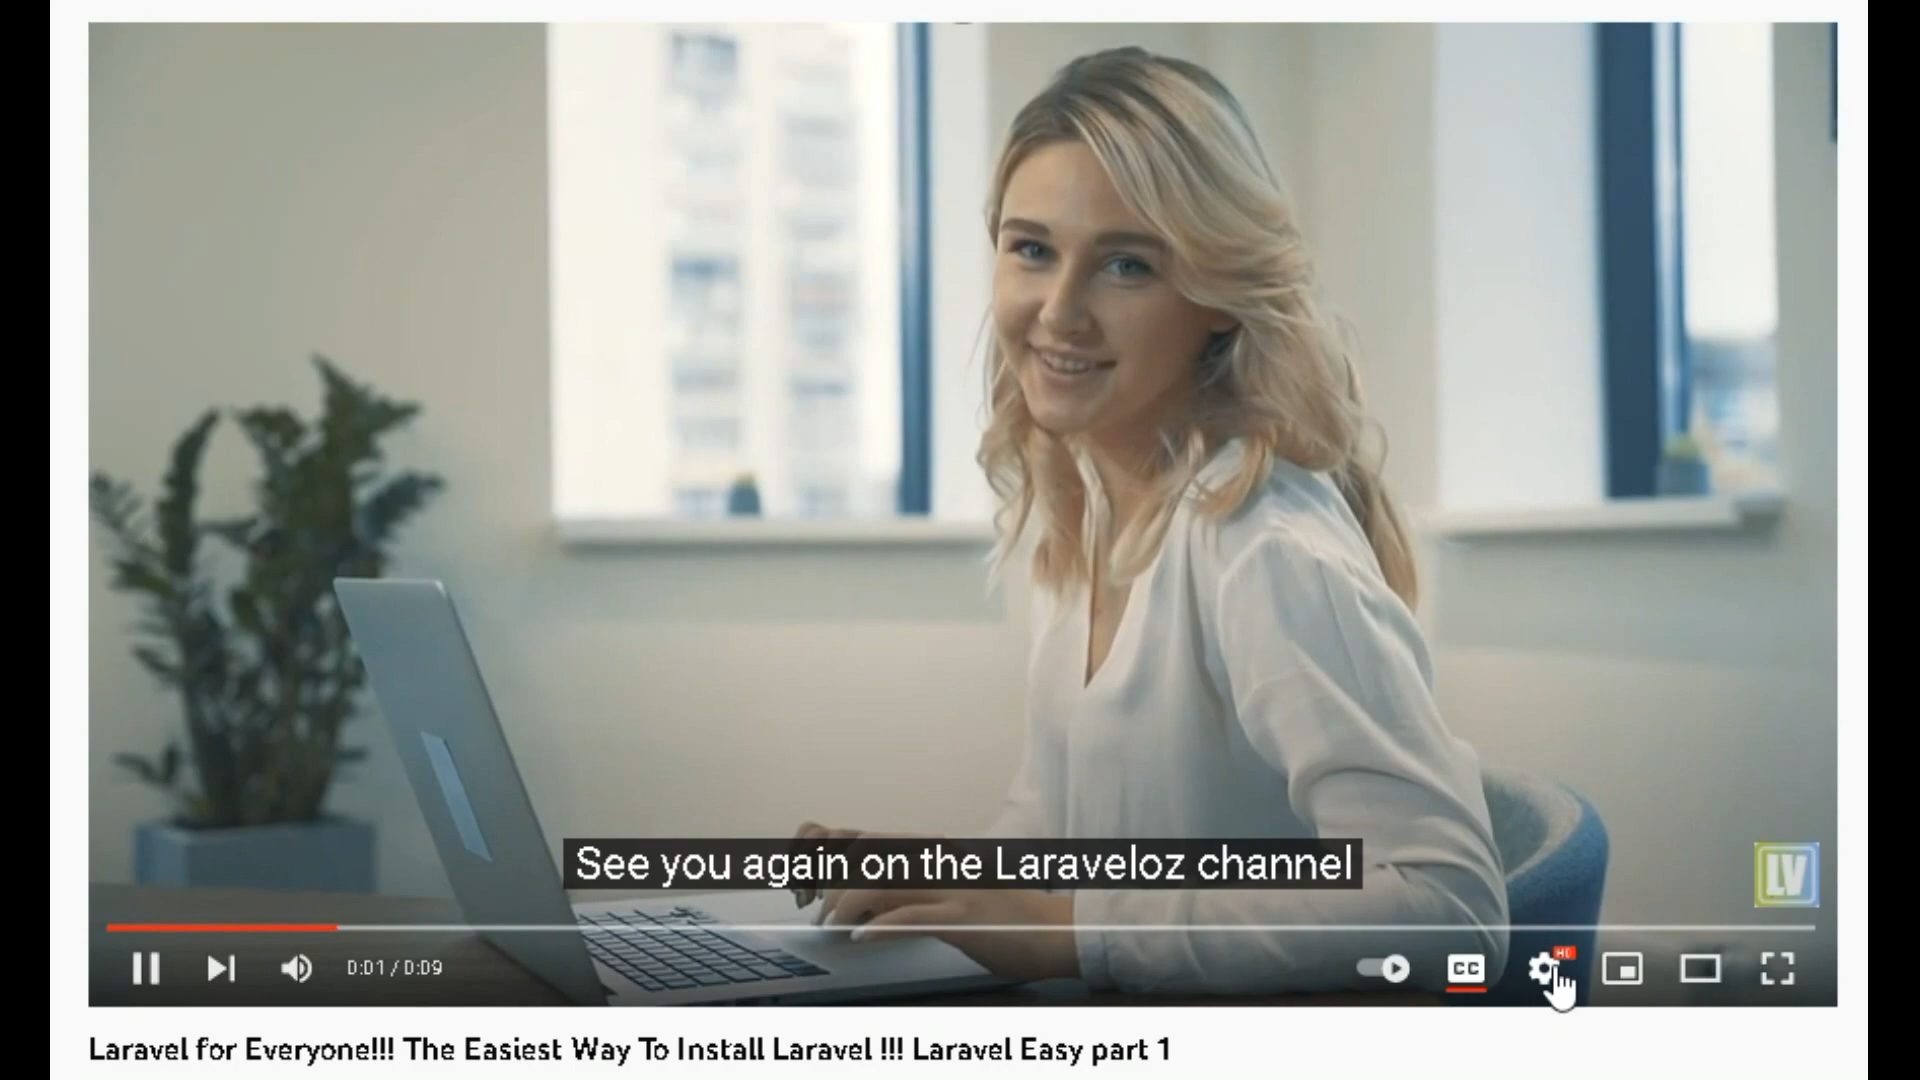 See you again on the Laraveloz channel
LV
0:01 / 0:09
CC
HD
Laravel for Everyone!!! The Easiest Way To Install Laravel !!! Laravel Easy part 1